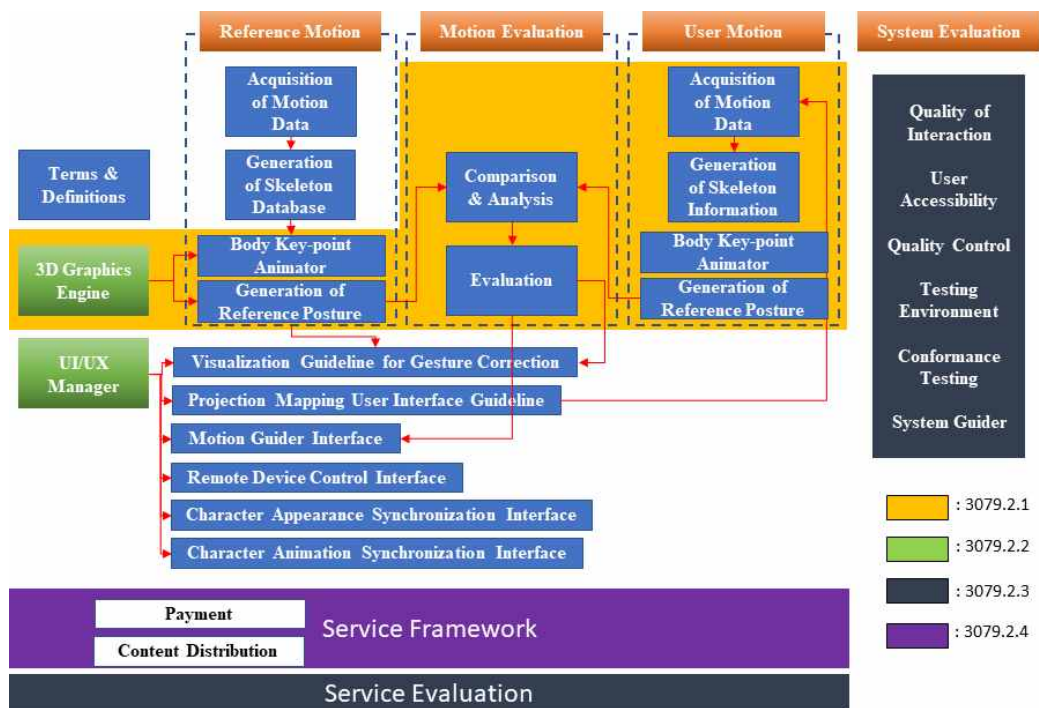 Reference Motion
Motion Evaluation
User Motion
System Evaluation
Acquisition
of Motion
Data
Generation
of Skeleton
Database
Body Key-point
Animator
Generation of
Reference Posture
Comparison
& Analysis
Evaluation
Acquisition
of Motion
Data
Generation
of Skeleton
Information
Body Key-point
Animator
Generation of
Reference Posture
Quality of
Interaction
User
Accessibility
Quality Control
Testing
Environment
Conformance
Testing
System Guider
Terms &
Definitions
3D Graphics
Engine
UI/UX
Manager
Visualization Guideline for Gesture Correction
Projection Mapping User Interface Guideline
Motion Guider Interface
Remote Device Control Interface
Character Appearance Synchronization Interface
Character Animation Synchronization Interface
: 3079.2.1
: 3079.2.2
: 3079.2.3
: 3079.2.4
Payment
Content Distribution
Service Framework
Service Evaluation